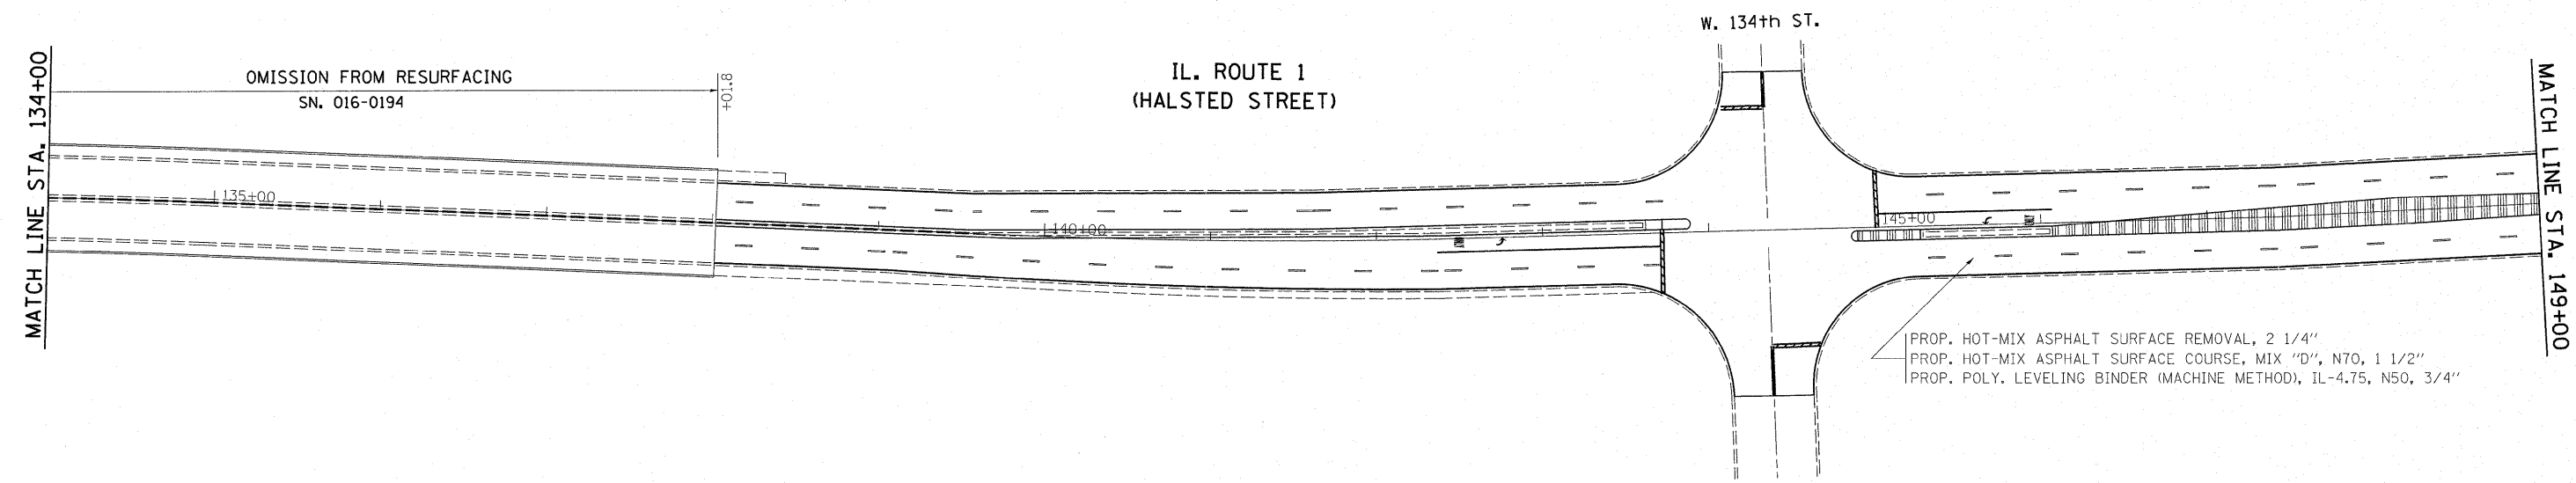 W. 134th ST.
MATCH LINE STA. 134+00
OMISSION FROM RESURFACING
SN. 016-0194
+01.8
IL. ROUTE 1
(HALSTED STREET)
135+00
140+00
145+00
MATCH LINE STA. 149+00
PROP. HOT-MIX ASPHALT SURFACE REMOVAL, 2 1/4"
PROP. HOT-MIX ASPHALT SURFACE COURSE, MIX "D", N70, 1 1/2"
PROP. POLY. LEVELING BINDER (MACHINE METHOD), IL-4.75, N50, 3/4"